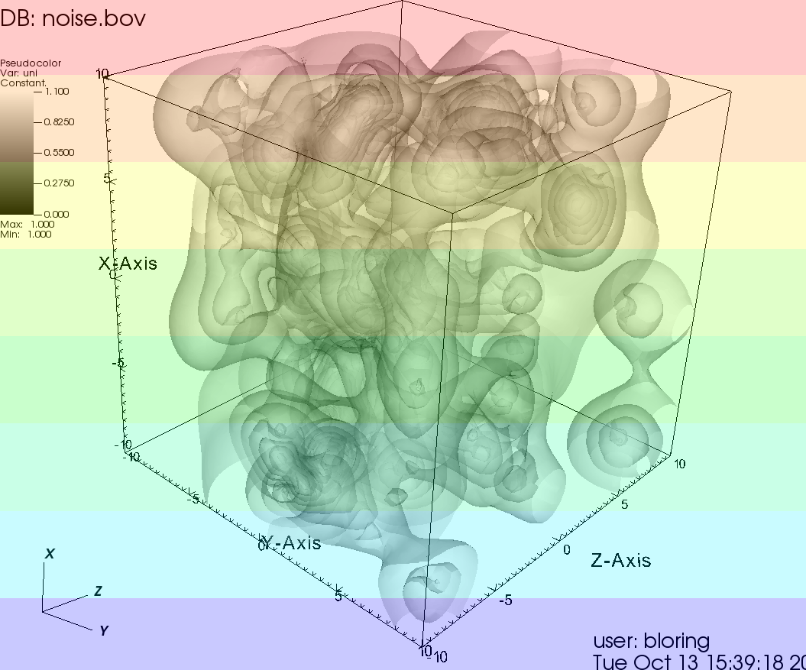 DB: noise.bov
Pseudocolor
Var: uni
Constant.
1.100
0.8250
0.5500
0.2750
0.000
Max: 1.000
Min: 1.000
10
5
X-Axis
0
-5
-10
-10
-5
0
Y-Axis
5
10
-10
-5
0
Z-Axis
5
10
X
Z
Y
user: bloring
Tue Oct 13 15:39:18 20